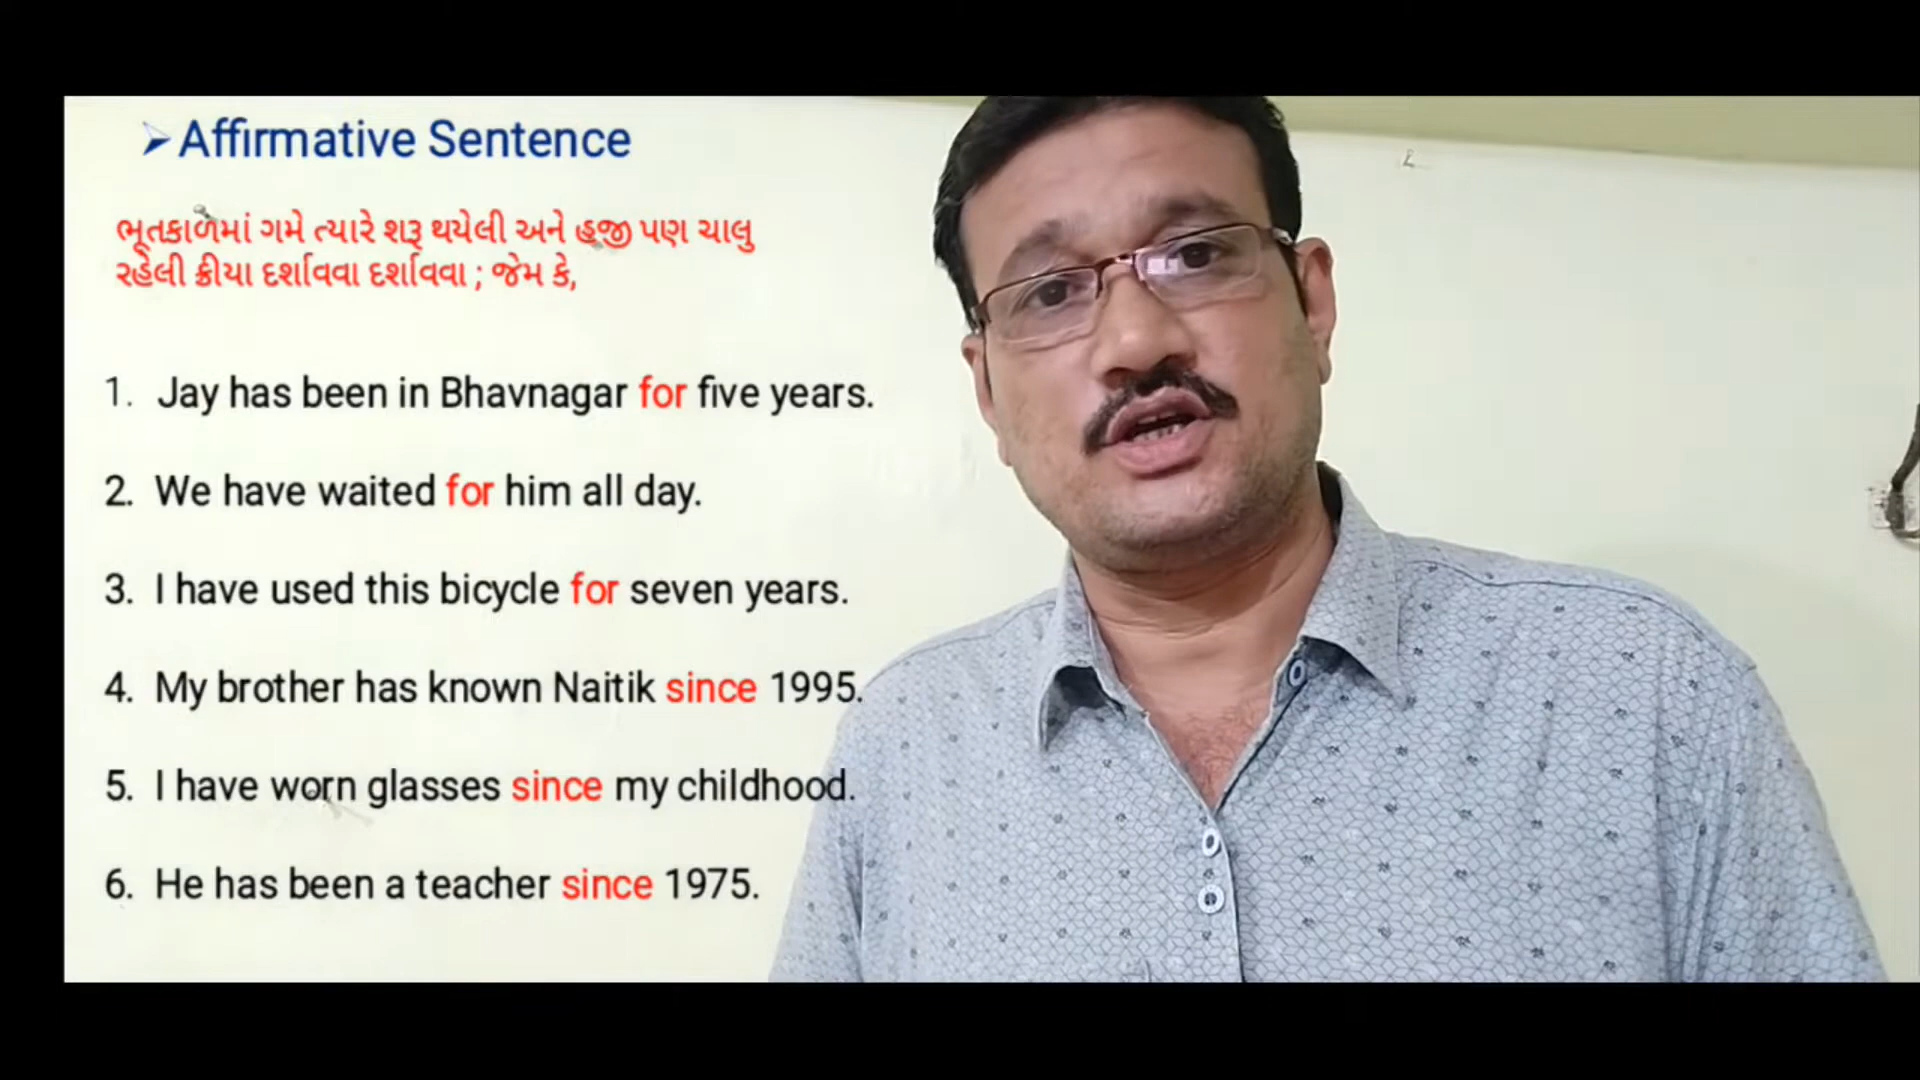 ➢Affirmative Sentence
ભૂતકાળમાં ગમે ત્યારે શરૂ થયેલી અને હજી પણ ચાલુ
રહેલી ક્રીયા દર્શાવવા દર્શાવવા ; જેમ કે,
1. Jay has been in Bhavnagar for five years.
2. We have waited for him all day.
3. I have used this bicycle for seven years.
4. My brother has known Naitik since 1995.
5. I have worn glasses since my childhood.
6. He has been a teacher since 1975.